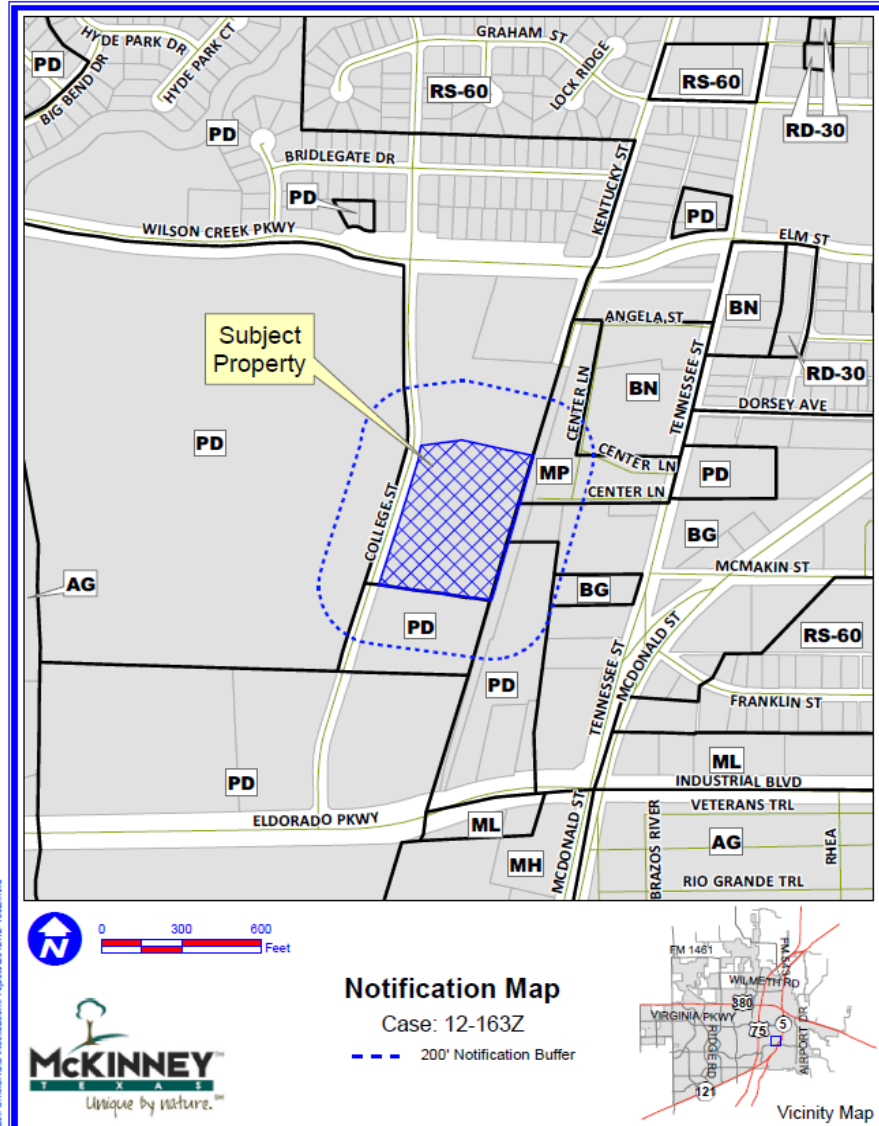 HYDE PARK DR
HYDE PARK CT
GRAHAM ST
PD
BIG BEND DR
RS-60
LOCK RIDGE
RS-60
RD-30
PD
BRIDLEGATE DR
KENTUCKY ST
PD
PD
WILSON CREEK PKWY
ELM ST
Subject
Property
ANGELA ST
BN
CENTER LN
BN
TENNESSEE ST
RD-30
DORSEY AVE
PD
CENTER LN
MP
PD
CENTER LN
COLLEGE ST
BG
MCMAKIN ST
AG
BG
PD
RS-60
TENNESSEE ST
MCDONALD ST
PD
FRANKLIN ST
ML
PD
INDUSTRIAL BLVD
VETERANS TRL
ELDORADO PKWY
ML
MCDONALD ST
BRAZOS RIVER
AG
RHEA
MH
RIO GRANDE TRL
N
0 300 600
Feet
Notification Map
Case: 12-163Z
200' Notification Buffer
McKINNEY™
TEXAS
Unique by nature.℠
FM 1461
FM 543
WILMETH RD
380
VIRGINIA PKWY
75
5
RIDGE RD
AIRPORT DR
121
Vicinity Map